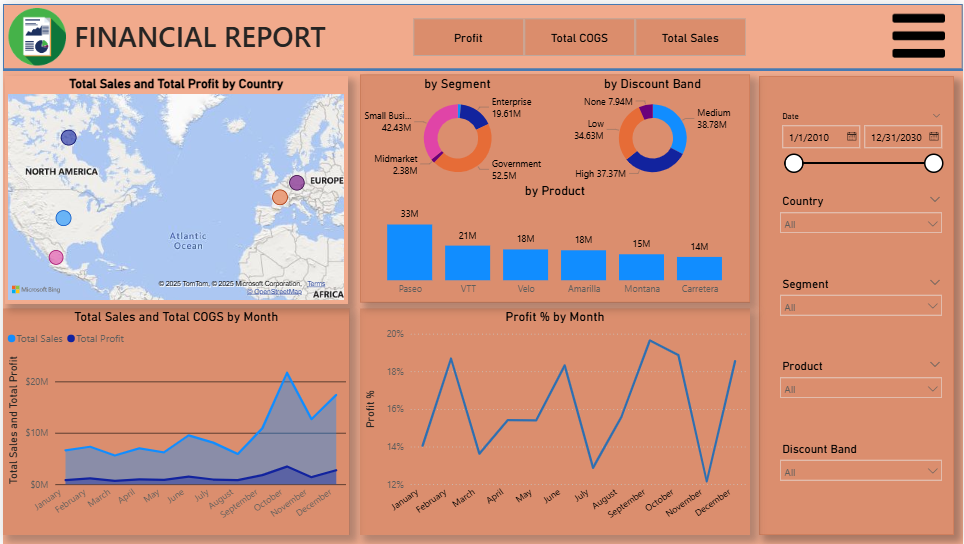 FINANCIAL REPORT
Profit
Total COGS
Total Sales
Total Sales and Total Profit by Country
NORTH AMERICA
EUROPE
Atlantic
Ocean
AFRICA
Microsoft Bing
© 2025 TomTom, © 2025 Microsoft Corporation, Terms
© OpenStreetMap
by Segment
Enterprise
19.61M
Small Busi...
42.43M
Midmarket
2.38M
Government
52.5M
by Discount Band
None 7.94M
Medium
38.78M
Low
34.63M
High 37.37M
by Product
33M
21M
18M
18M
15M
14M
Paseo
VTT
Velo
Amarilla
Montana
Carretera
Date
1/1/2010
12/31/2030
Country
All
Segment
All
Product
All
Discount Band
All
Total Sales and Total COGS by Month
Total Sales
Total Profit
Total Sales and Total Profit
$20M
$10M
$0M
January
February
March
April
May
June
July
August
September
October
November
December
Profit % by Month
Profit %
20%
18%
16%
14%
12%
January
February
March
April
May
June
July
August
September
October
November
December